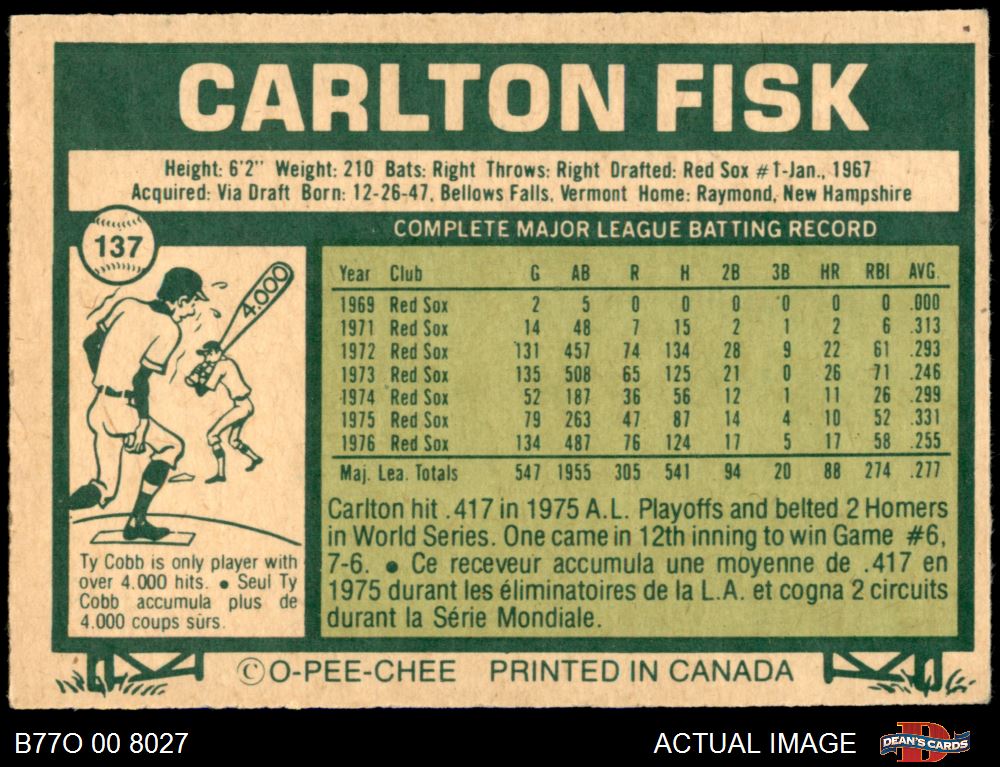 CARLTON FISK
Height: 6'2" Weight: 210 Bats: Right Throws: Right Drafted: Red Sox #1-Jan., 1967
Acquired: Via Draft Born: 12-26-47, Bellows Falls, Vermont Home: Raymond, New Hampshire
137
COMPLETE MAJOR LEAGUE BATTING RECORD
Year Club G AB R H 2B 3B HR RBI AVG.
1969 Red Sox 2 5 0 0 0 0 0 0 .000
1971 Red Sox 14 48 7 15 2 1 2 6 .313
1972 Red Sox 131 457 74 134 28 9 22 61 .293
1973 Red Sox 135 508 65 125 21 0 26 71 .246
1974 Red Sox 52 187 36 56 12 1 11 26 .299
1975 Red Sox 79 263 47 87 14 4 10 52 .331
1976 Red Sox 134 487 76 124 17 5 17 58 .255
Maj. Lea. Totals 547 1955 305 541 94 20 88 274 .277
Carlton hit .417 in 1975 A.L. Playoffs and belted 2 Homers
in World Series. One came in 12th inning to win Game #6,
7-6. ● Ce receveur accumula une moyenne de .417 en
1975 durant les éliminatoires de la L.A. et cogna 2 circuits
durant la Série Mondiale.
4.000
Ty Cobb is only player with
over 4.000 hits. ● Seul Ty
Cobb accumula plus de
4.000 coups sûrs.
©O-PEE-CHEE PRINTED IN CANADA
B77O 00 8027
ACTUAL IMAGE
D
DEAN'S CARDS